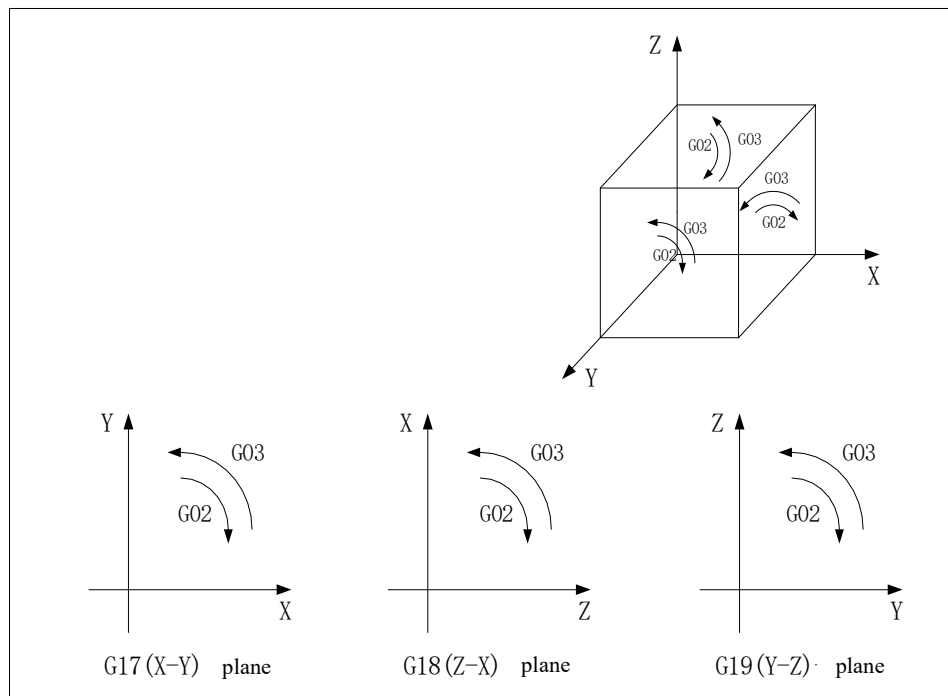 Z
G02 G03
G03
G02
G03
G02
X
Y
Y X Z
G03 G03 G03
G02 G02 G02
X Z Y
G17(X-Y) plane G18(Z-X) plane G19(Y-Z) plane